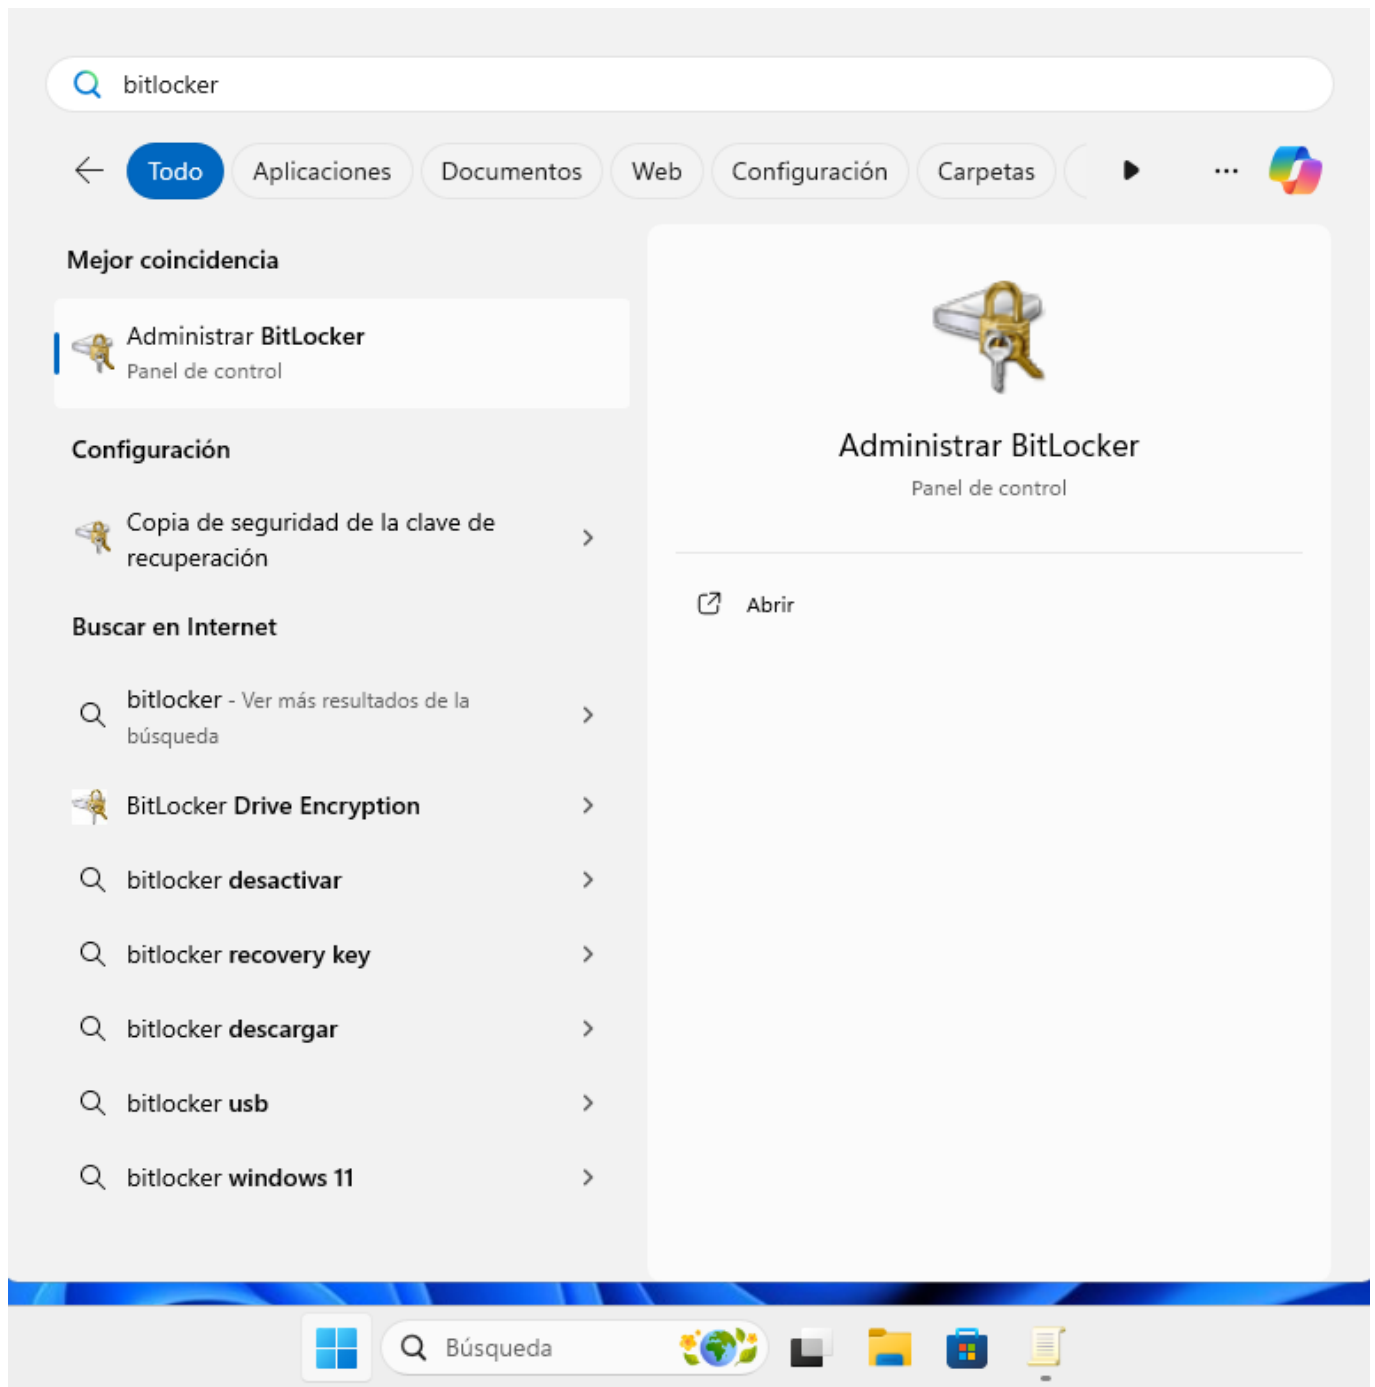 bitlocker
Todo
Aplicaciones
Documentos
Web
Configuración
Carpetas
Mejor coincidencia
Administrar BitLocker
Panel de control
Configuración
Copia de seguridad de la clave de
recuperación
Buscar en Internet
bitlocker - Ver más resultados de la
búsqueda
BitLocker Drive Encryption
bitlocker desactivar
bitlocker recovery key
bitlocker descargar
bitlocker usb
bitlocker windows 11
Administrar BitLocker
Panel de control
Abrir
Búsqueda